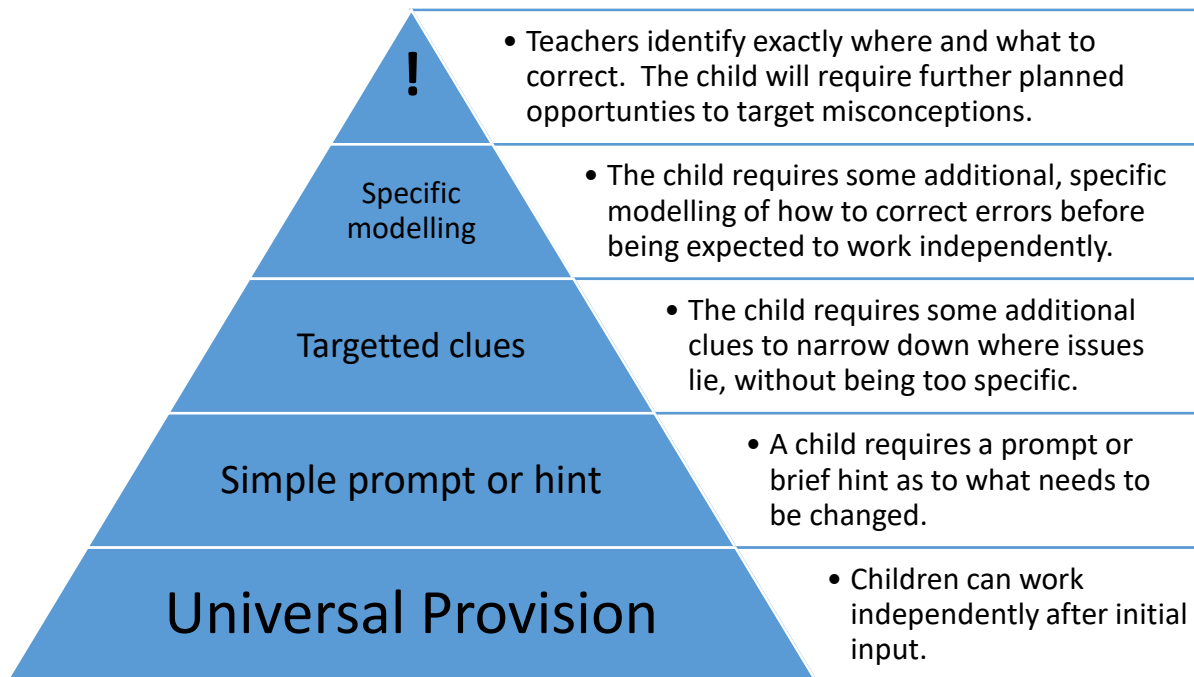 !
• Teachers identify exactly where and what to
correct.  The child will require further planned
opportunties to target misconceptions.
Specific
modelling
• The child requires some additional, specific
modelling of how to correct errors before
being expected to work independently.
Targetted clues
• The child requires some additional
clues to narrow down where issues
lie, without being too specific.
Simple prompt or hint
• A child requires a prompt or
brief hint as to what needs to
be changed.
Universal Provision
• Children can work
independently after initial
input.